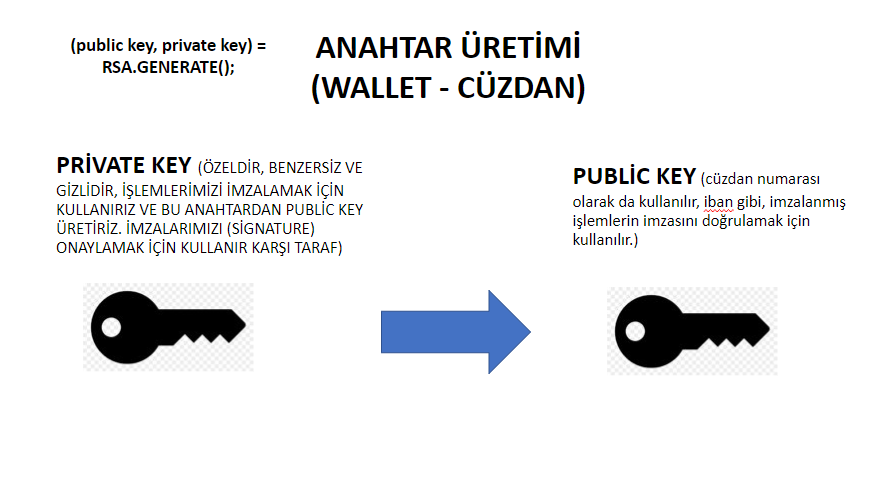 (public key, private key) =
RSA.GENERATE();
ANAHTAR ÜRETİMİ
(WALLET - CÜZDAN)
PRİVATE KEY (ÖZELDİR, BENZERSİZ VE
GİZLİDİR, İŞLEMLERİMİZİ İMZALAMAK İÇİN
KULLANIRIZ VE BU ANAHTARDAN PUBLIC KEY
ÜRETİRİZ. İMZALARIMIZI (SİGNATURE)
ONAYLAMAK İÇİN KULLANIR KARŞI TARAF)
PUBLIC KEY (cüzdan numarası
olarak da kullanılır, iban gibi, imzalanmış
işlemlerin imzasını doğrulamak için
kullanılır.)